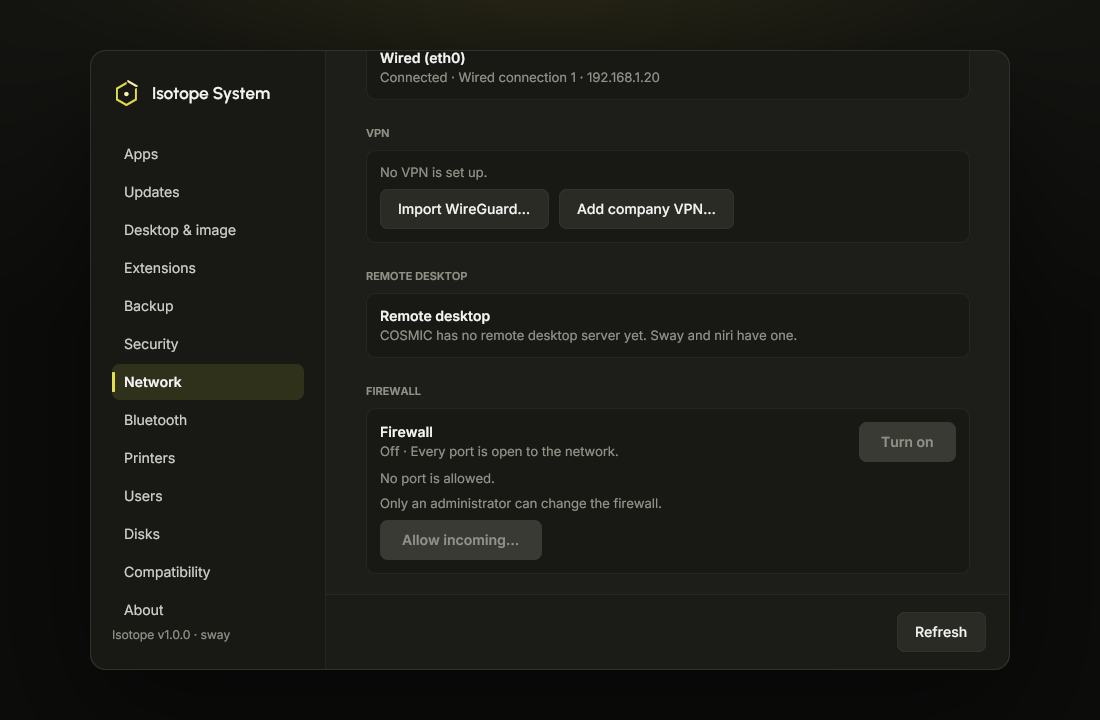 Isotope System
Apps
Updates
Desktop & image
Extensions
Backup
Security
Network
Bluetooth
Printers
Users
Disks
Compatibility
About
Isotope v1.0.0 · sway
Wired (eth0)
Connected · Wired connection 1 · 192.168.1.20
VPN
No VPN is set up.
Import WireGuard...
Add company VPN...
REMOTE DESKTOP
Remote desktop
COSMIC has no remote desktop server yet. Sway and niri have one.
FIREWALL
Firewall
Off · Every port is open to the network.
Turn on
No port is allowed.
Only an administrator can change the firewall.
Allow incoming...
Refresh